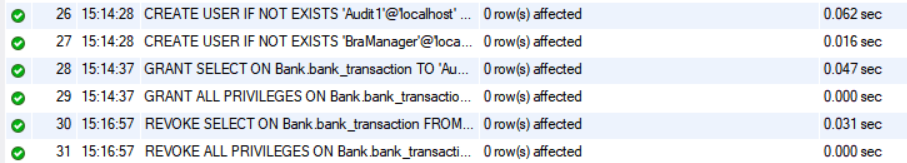 26 15:14:28 CREATE USER IF NOT EXISTS 'Audit1'@'localhost' ... 0 row(s) affected 0.062 sec
27 15:14:28 CREATE USER IF NOT EXISTS 'BraManager'@'loca... 0 row(s) affected 0.016 sec
28 15:14:37 GRANT SELECT ON Bank.bank_transaction TO 'Au... 0 row(s) affected 0.047 sec
29 15:14:37 GRANT ALL PRIVILEGES ON Bank.bank_transactio... 0 row(s) affected 0.000 sec
30 15:16:57 REVOKE SELECT ON Bank.bank_transaction FROM... 0 row(s) affected 0.031 sec
31 15:16:57 REVOKE ALL PRIVILEGES ON Bank.bank_transacti... 0 row(s) affected 0.000 sec